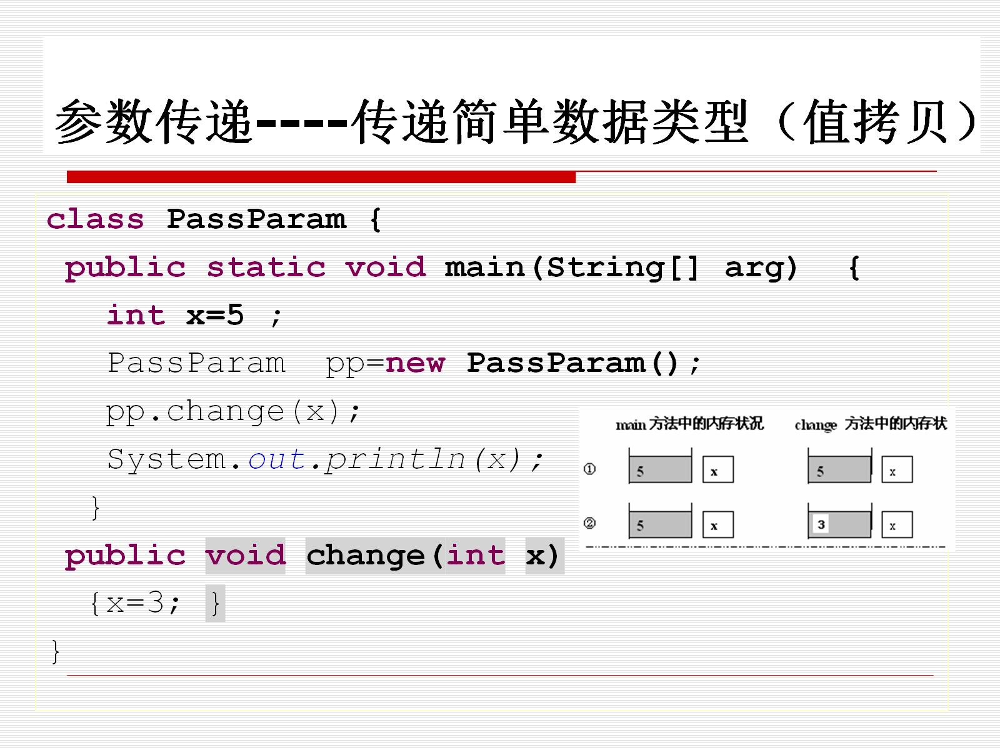 参数传递----传递简单数据类型（值拷贝）
class PassParam {
public static void main(String[] arg)  {
int x=5 ;
PassParam  pp=new PassParam();
pp.change(x);
System.out.println(x);
}
public void change(int x)
{x=3; }
}
main 方法中的内存状况 change 方法中的内存状
① 5 x 5 x
② 5 x 3 x